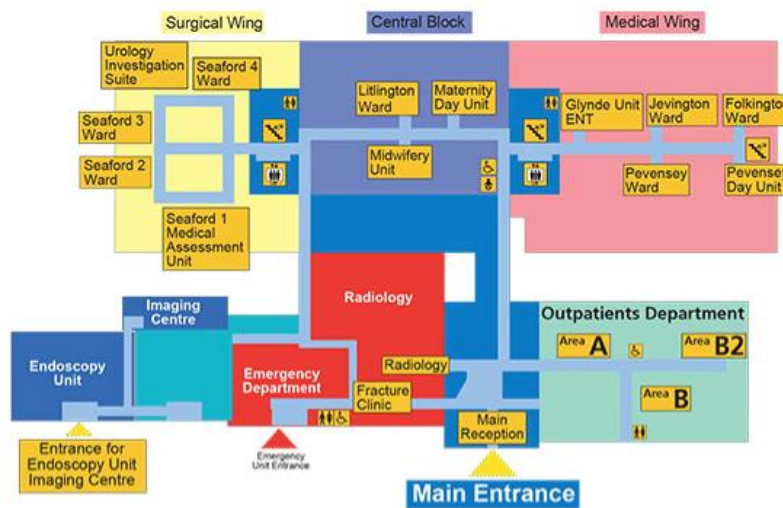 Surgical Wing
Central Block
Medical Wing
Urology
Investigation
Suite
Seaford 4
Ward
Seaford 3
Ward
Seaford 2
Ward
Seaford 1
Medical
Assessment
Unit
Litlington
Ward
Maternity
Day Unit
Midwifery
Unit
Glynde Unit
ENT
Jevington
Ward
Folkington
Ward
Pevensey
Ward
Pevensey
Day Unit
Imaging
Centre
Endoscopy
Unit
Radiology
Emergency
Department
Radiology
Fracture
Clinic
Main
Reception
Outpatients Department
Area A
Area B2
Area B
Entrance for
Endoscopy Unit
Imaging Centre
Emergency
Unit Entrance
Main Entrance